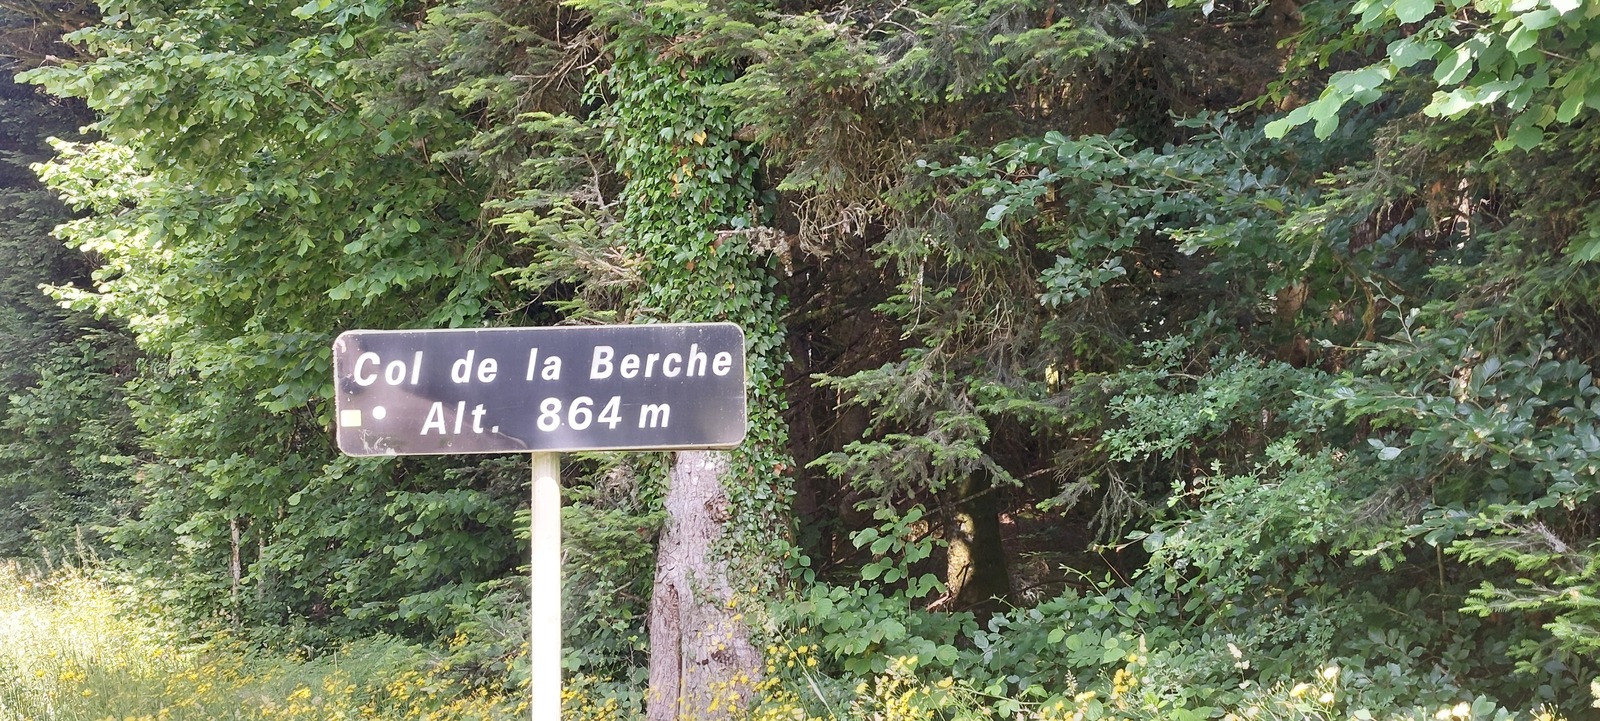 Col de la Berche
Alt. 864 m